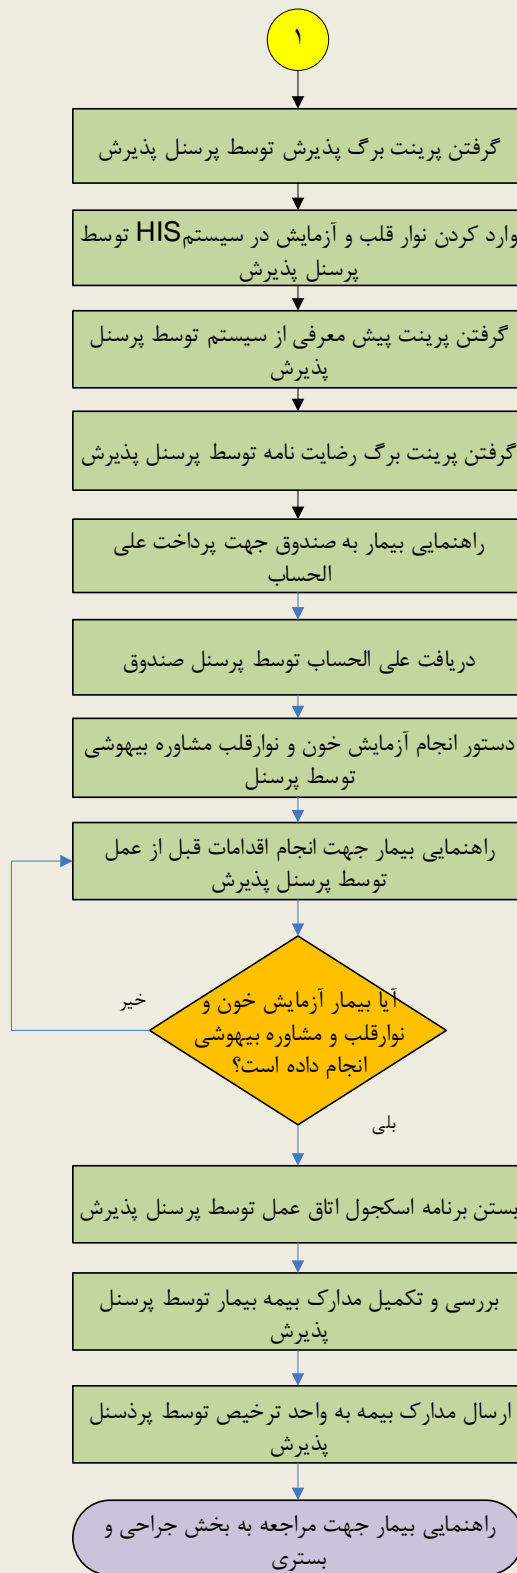 ۱
گرفتن پرینت برگ پذیرش توسط پرسنل پذیرش
وارد کردن نوار قلب و آزمایش در سیستمHIS توسط
پرسنل پذیرش
گرفتن پرینت پیش معرفی از سیستم توسط پرسنل
پذیرش
گرفتن پرینت برگ رضایت نامه توسط پرسنل پذیرش
راهنمایی بیمار به صندوق جهت پرداخت علی
الحساب
دریافت علی الحساب توسط پرسنل صندوق
دستور انجام آزمایش خون و نوارقلب مشاوره بیهوشی
توسط پرسنل
راهنمایی بیمار جهت انجام اقدامات قبل از عمل
توسط پرسنل پذیرش
آیا بیمار آزمایش خون و
نوارقلب و مشاوره بیهوشی
انجام داده است؟
خیر
بلی
بستن برنامه اسکجول اتاق عمل توسط پرسنل پذیرش
بررسی و تکمیل مدارک بیمه بیمار توسط پرسنل
پذیرش
ارسال مدارک بیمه به واحد ترخیص توسط پرذسنل
پذیرش
راهنمایی بیمار جهت مراجعه به بخش جراحی و
بستری